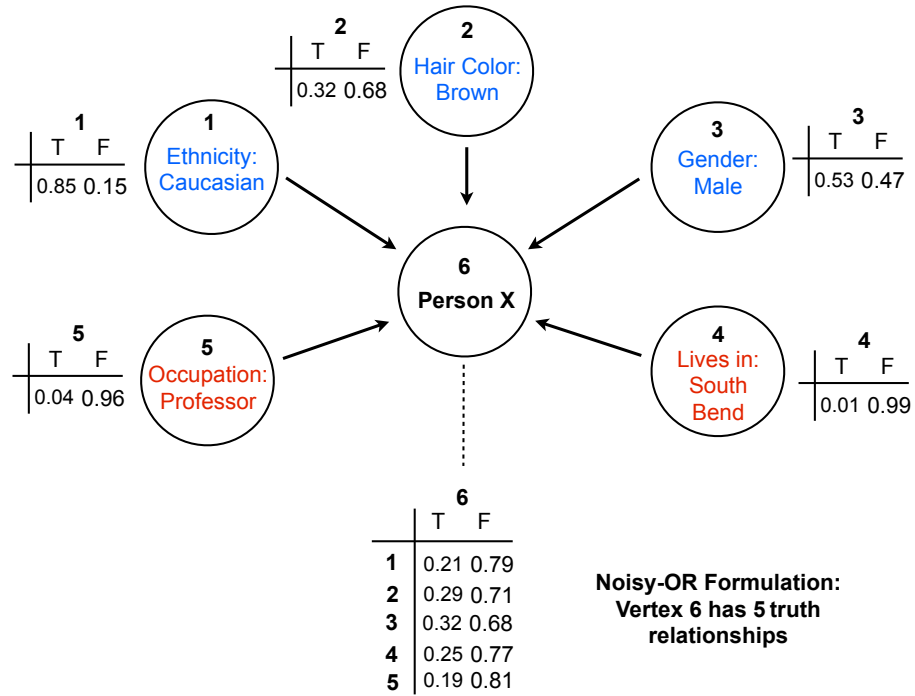 2
T F
0.32 0.68
2
Hair Color:
Brown
1
T F
0.85 0.15
1
Ethnicity:
Caucasian
3
Gender:
Male
3
T F
0.53 0.47
6
Person X
5
T F
0.04 0.96
5
Occupation:
Professor
4
Lives in:
South
Bend
4
T F
0.01 0.99
6
T F
1 0.21 0.79
2 0.29 0.71
3 0.32 0.68
4 0.25 0.77
5 0.19 0.81
Noisy-OR Formulation:
Vertex 6 has 5 truth
relationships